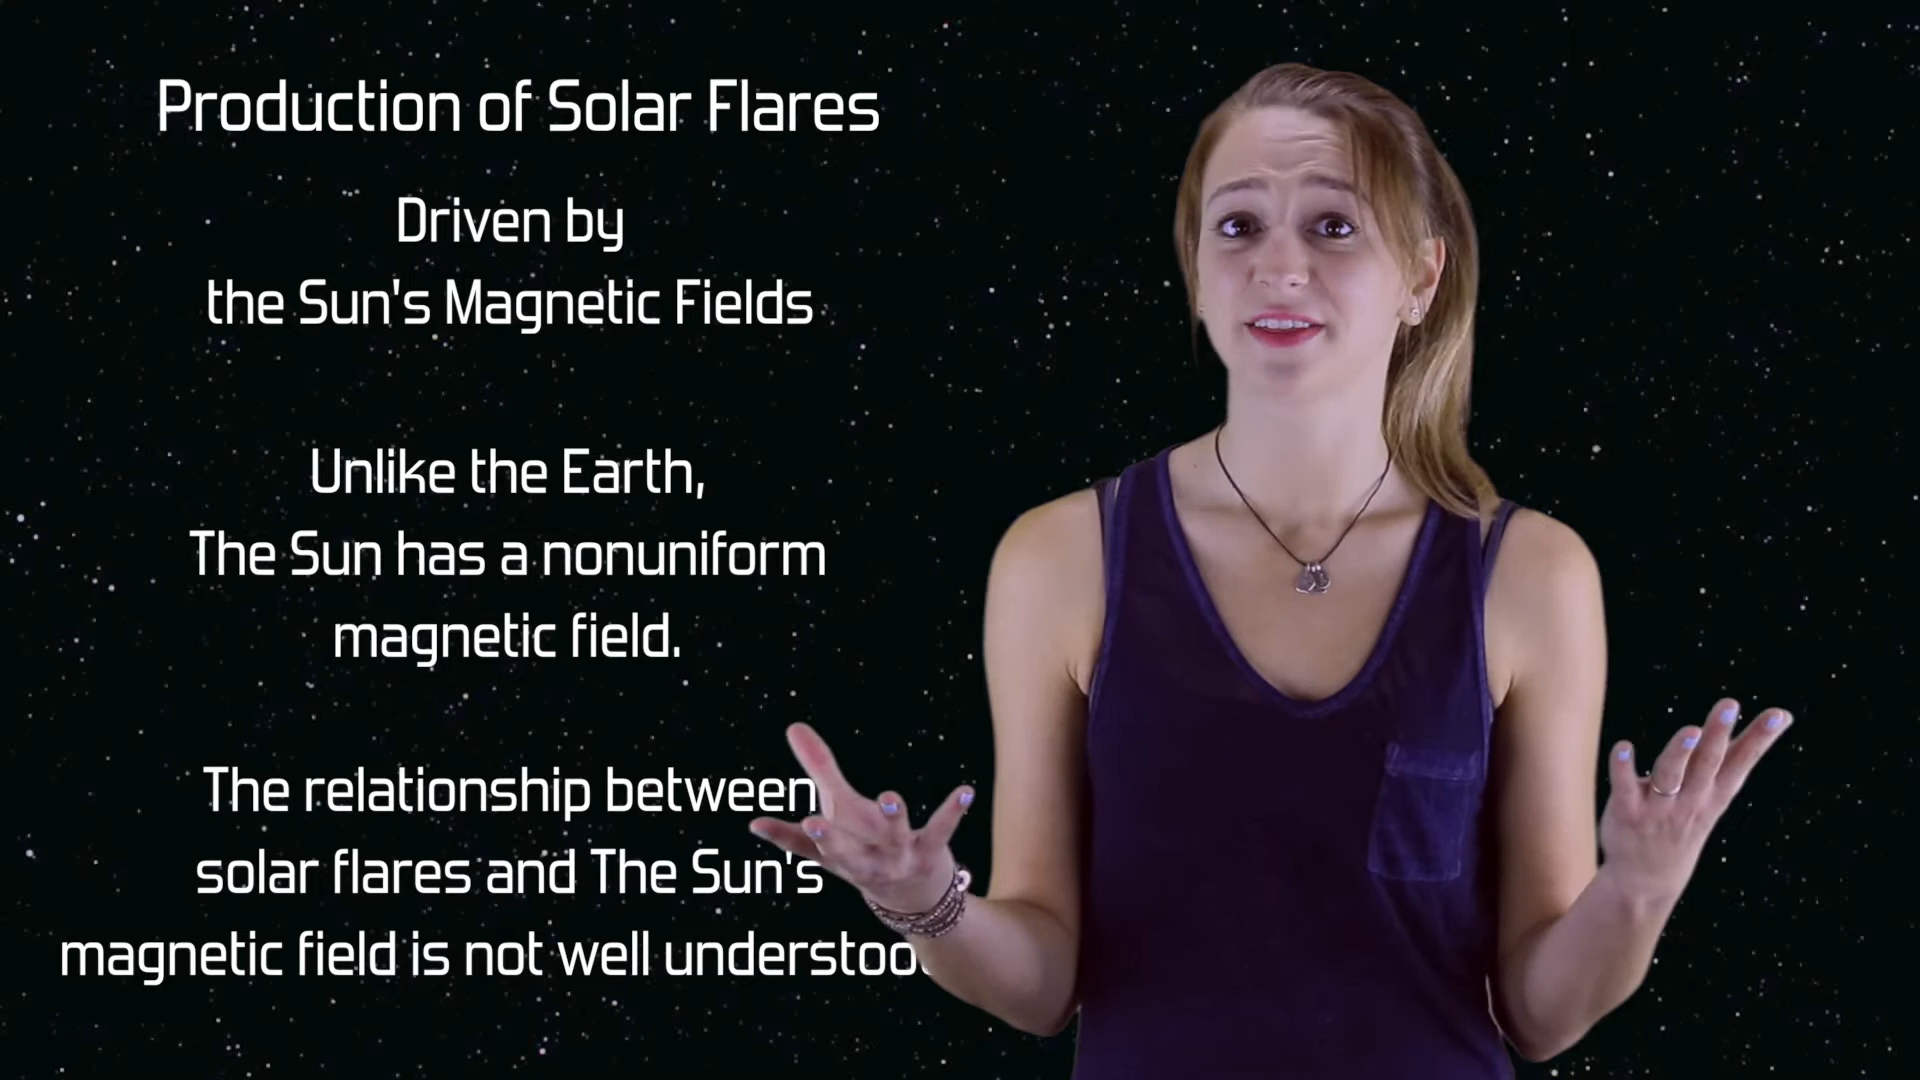 Production of Solar Flares
Driven by
the Sun's Magnetic Fields
Unlike the Earth,
The Sun has a nonuniform
magnetic field.
The relationship between
solar flares and The Sun's
magnetic field is not well